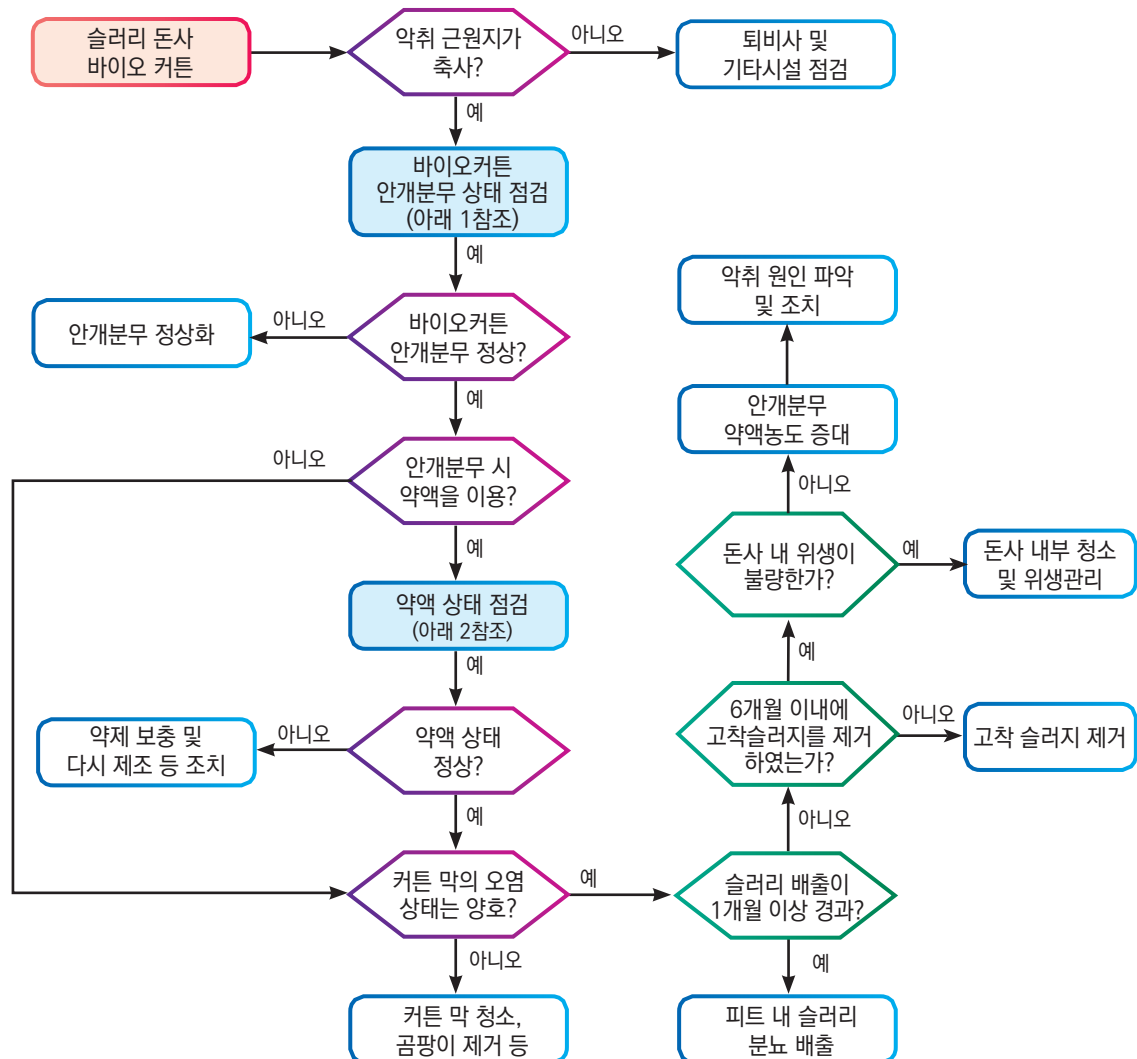 슬러리 돈사
바이오 커튼
악취 근원지가
축사?
아니오
퇴비사 및
기타시설 점검
예
바이오커튼
안개분무 상태 점검
(아래 1참조)
예
바이오커튼
안개분무 정상?
아니오
안개분무 정상화
예
안개분무 시
약액을 이용?
아니오
예
약액 상태 점검
(아래 2참조)
예
약액 상태
정상?
아니오
약제 보충 및
다시 제조 등 조치
예
커튼 막의 오염
상태는 양호?
아니오
커튼 막 청소,
곰팡이 제거 등
예
슬러리 배출이
1개월 이상 경과?
예
피트 내 슬러리
분뇨 배출
아니오
6개월 이내에
고착슬러지를 제거
하였는가?
아니오
고착 슬러지 제거
예
돈사 내 위생이
불량한가?
예
돈사 내부 청소
및 위생관리
아니오
안개분무
약액농도 증대
악취 원인 파악
및 조치